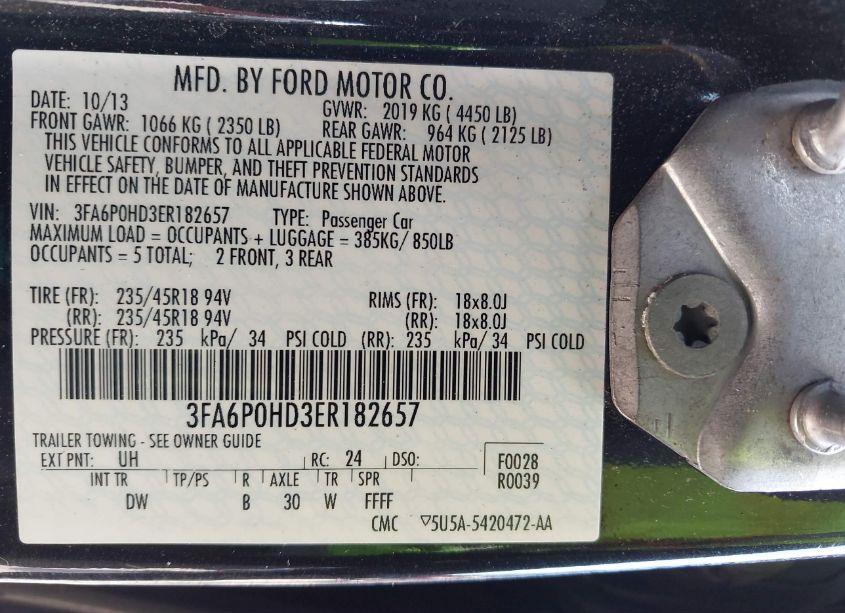 MFD. BY FORD MOTOR CO.
DATE: 10/13 GVWR: 2019 KG ( 4450 LB)
FRONT GAWR: 1066 KG ( 2350 LB) REAR GAWR: 964 KG ( 2125 LB)
THIS VEHICLE CONFORMS TO ALL APPLICABLE FEDERAL MOTOR
VEHICLE SAFETY, BUMPER, AND THEFT PREVENTION STANDARDS
IN EFFECT ON THE DATE OF MANUFACTURE SHOWN ABOVE.
VIN: 3FA6P0HD3ER182657 TYPE: Passenger Car
MAXIMUM LOAD = OCCUPANTS + LUGGAGE = 385KG/ 850LB
OCCUPANTS = 5 TOTAL; 2 FRONT, 3 REAR
TIRE (FR): 235/45R18 94V RIMS (FR): 18x8.0J
(RR): 235/45R18 94V (RR): 18x8.0J
PRESSURE (FR): 235 kPa/ 34 PSI COLD (RR): 235 kPa/ 34 PSI COLD
3FA6P0HD3ER182657
TRAILER TOWING - SEE OWNER GUIDE
EXT PNT: UH RC: 24 DSO: F0028
INT TR TP/PS R AXLE TR SPR R0039
DW B 30 W FFFF
CMC ▽5U5A-5420472-AA